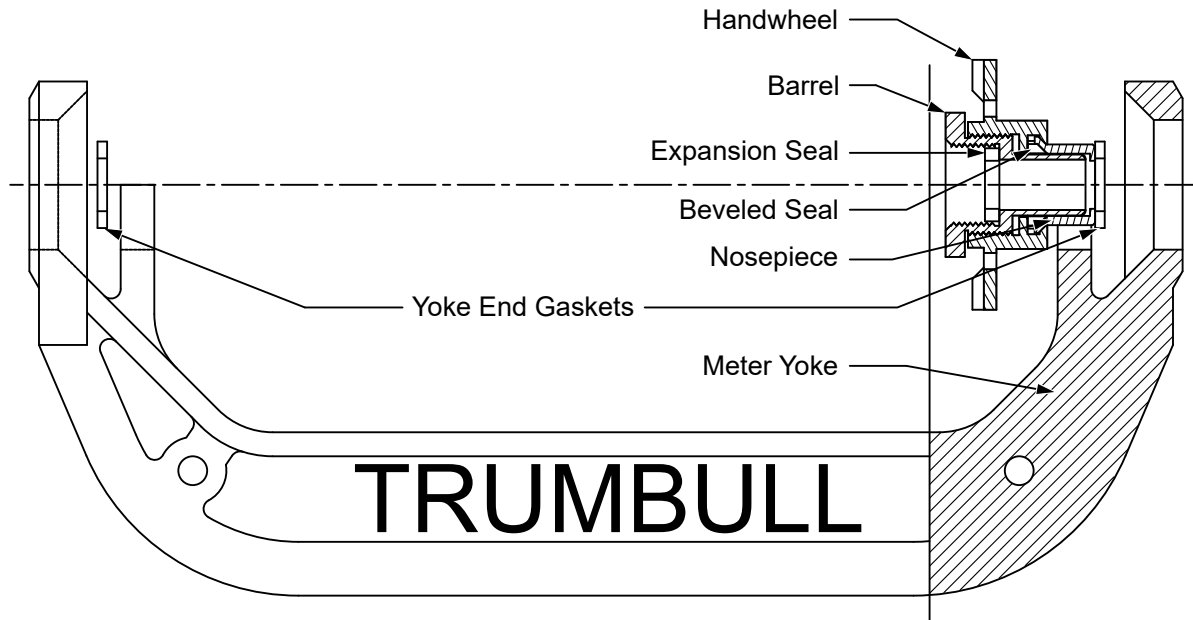 Handwheel
Barrel
Expansion Seal
Beveled Seal
Nosepiece
Yoke End Gaskets
Meter Yoke
TRUMBULL